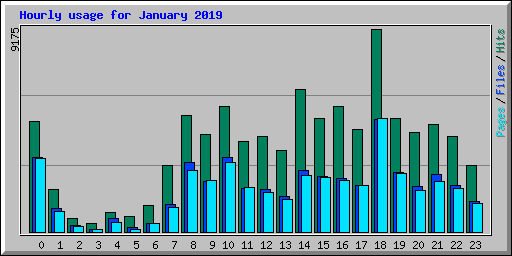 Hourly usage for January 2019
9175
Pages / Files / Hits
0 1 2 3 4 5 6 7 8 9 10 11 12 13 14 15 16 17 18 19 20 21 22 23